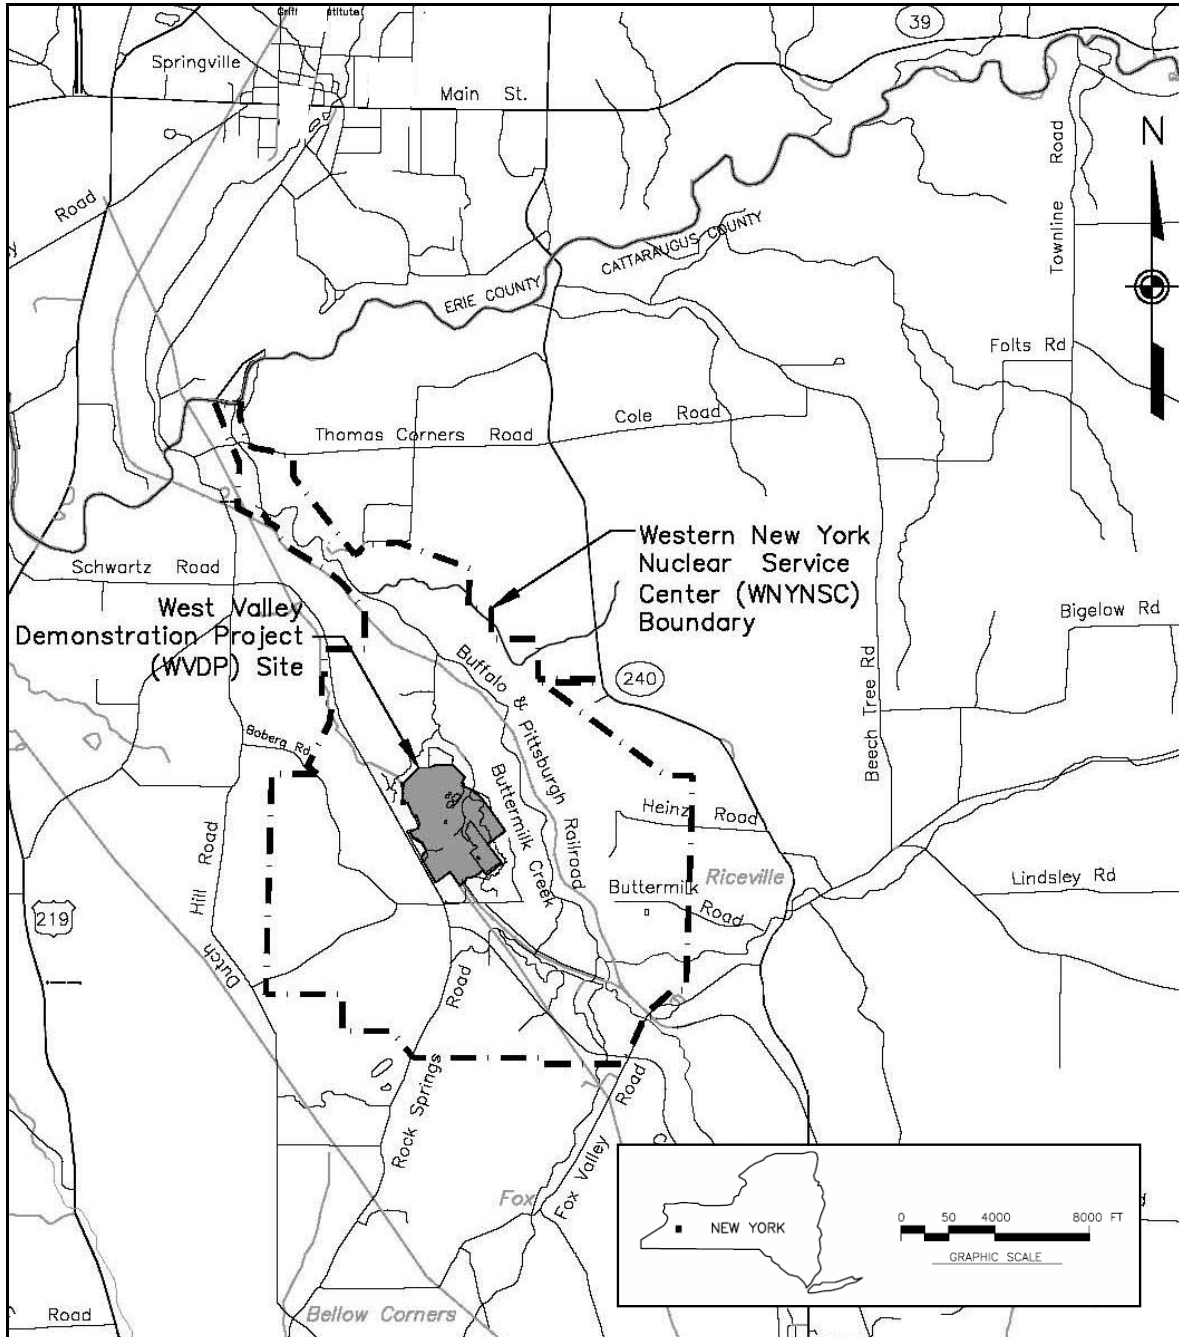 39
Springville
Main St.
N
Road
Townline Road
CATTARAUGUS COUNTY
ERIE COUNTY
Folts Rd
Cole Road
Thomas Corners Road
Western New York
Nuclear Service
Center (WNYNSC)
Boundary
Schwartz Road
West Valley
Demonstration Project
(WVDP) Site
Bigelow Rd
240
Buffalo & Pittsburgh Railroad
Beech Tree Rd
Boberg Rd
Buttermilk Creek
Heinz Road
Hill Road
Riceville
Lindsley Rd
Buttermilk
Road
219
Dutch
Road
Rock Springs
Road
Fox Valley
Fox
NEW YORK
0 50 4000 8000 FT
GRAPHIC SCALE
Bellow Corners
Road